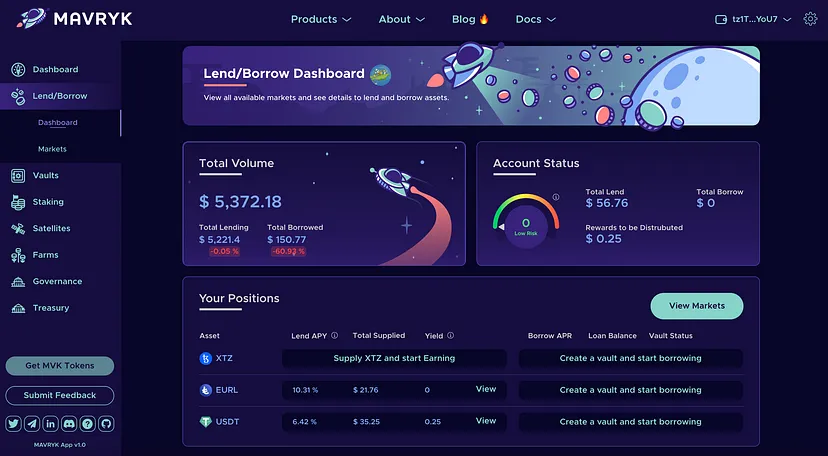 MAVRYK
Products
About
Blog
Docs
tz1T...YoU7
Dashboard
Lend/Borrow
Dashboard
Markets
Vaults
Staking
Satellites
Farms
Governance
Treasury
Get MVK Tokens
Submit Feedback
MAVRYK App v1.0
Lend/Borrow Dashboard
View all available markets and see details to lend and borrow assets.
Total Volume
$ 5,372.18
Total Lending Total Borrowed
$ 5,221.4 $ 150.77
-0.05 % -60.93 %
Account Status
0
Low Risk
Total Lend Total Borrow
$ 56.76 $ 0
Rewards to be Distrubuted
$ 0.25
Your Positions
View Markets
Asset Lend APY Total Supplied Yield Borrow APR Loan Balance Vault Status
XTZ Supply XTZ and start Earning Create a vault and start borrowing
EURL 10.31 % $ 21.76 0 View Create a vault and start borrowing
USDT 6.42 % $ 35.25 0.25 View Create a vault and start borrowing